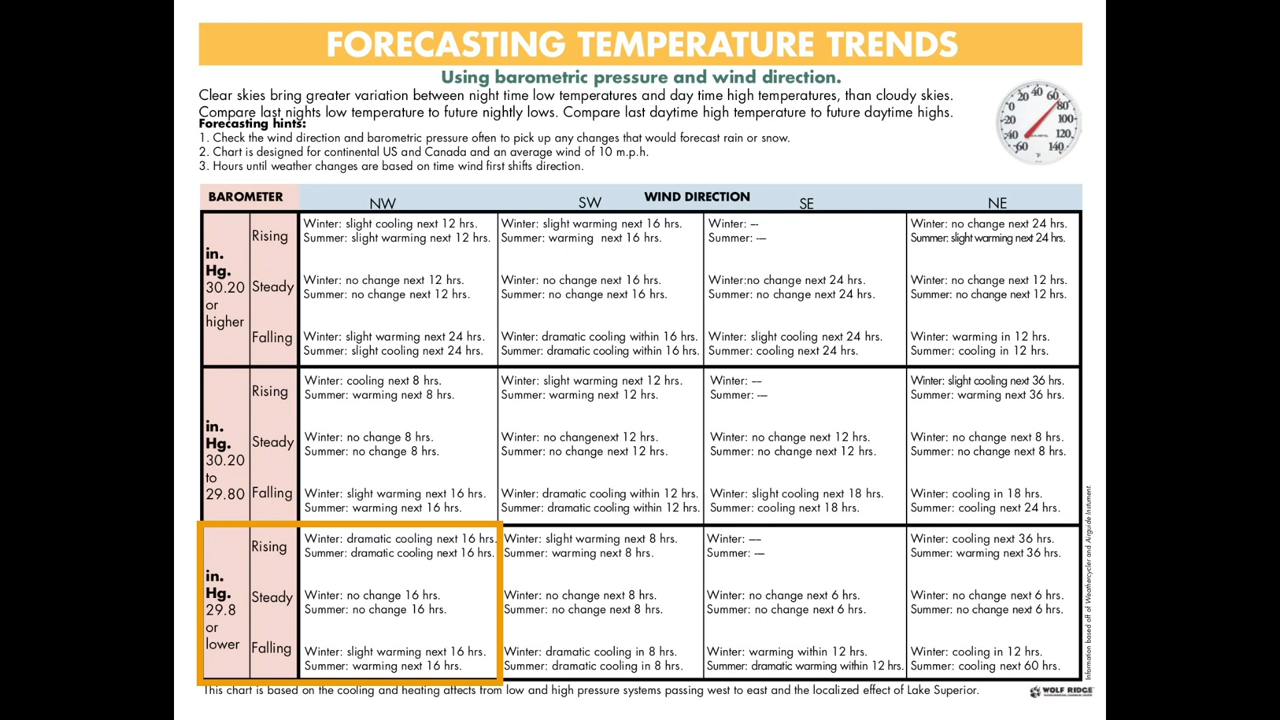 FORECASTING TEMPERATURE TRENDS
Using barometric pressure and wind direction.
Clear skies bring greater variation between night time low temperatures and day time high temperatures, than cloudy skies.
Compare last nights low temperature to future nightly lows. Compare last daytime high temperature to future daytime highs.
Forecasting hints:
1. Check the wind direction and barometric pressure often to pick up any changes that would forecast rain or snow.
2. Chart is designed for continental US and Canada and an average wind of 10 m.p.h.
3. Hours until weather changes are based on time wind first shifts direction.
-60 -40 -20 0 20 40 60 80 100 120 140
°F
BAROMETER WIND DIRECTION
NW SW SE NE
in.
Hg.
30.20
or
higher
Rising
Winter: slight cooling next 12 hrs. Winter: slight warming next 16 hrs. Winter: --- Winter: no change next 24 hrs.
Summer: slight warming next 12 hrs. Summer: warming next 16 hrs. Summer: --- Summer: slight warming next 24 hrs.
Steady
Winter: no change next 12 hrs. Winter: no change next 16 hrs. Winter:no change next 24 hrs. Winter: no change next 12 hrs.
Summer: no change next 12 hrs. Summer: no change next 16 hrs. Summer: no change next 24 hrs. Summer: no change next 12 hrs.
Falling
Winter: slight warming next 24 hrs. Winter: dramatic cooling within 16 hrs. Winter: slight cooling next 24 hrs. Winter: warming in 12 hrs.
Summer: slight cooling next 24 hrs. Summer: dramatic cooling within 16 hrs. Summer: cooling next 24 hrs. Summer: cooling in 12 hrs.
in.
Hg.
30.20
to
29.80
Rising
Winter: cooling next 8 hrs. Winter: slight warming next 12 hrs. Winter: --- Winter: slight cooling next 36 hrs.
Summer: warming next 8 hrs. Summer: warming next 12 hrs. Summer: --- Summer: warming next 36 hrs.
Steady
Winter: no change 8 hrs. Winter: no changenext 12 hrs. Winter: no change next 12 hrs. Winter: no change next 8 hrs.
Summer: no change 8 hrs. Summer: no change next 12 hrs. Summer: no change next 12 hrs. Summer: no change next 8 hrs.
Falling
Winter: slight warming next 16 hrs. Winter: dramatic cooling within 12 hrs. Winter: slight cooling next 18 hrs. Winter: cooling in 18 hrs.
Summer: warming next 16 hrs. Summer: dramatic cooling within 12 hrs. Summer: cooling next 18 hrs. Summer: cooling next 24 hrs.
in.
Hg.
29.8
or
lower
Rising
Winter: dramatic cooling next 16 hrs. Winter: slight warming next 8 hrs. Winter: --- Winter: cooling next 36 hrs.
Summer: dramatic cooling next 16 hrs. Summer: warming next 8 hrs. Summer: --- Summer: warming next 36 hrs.
Steady
Winter: no change 16 hrs. Winter: no change next 8 hrs. Winter: no change next 6 hrs. Winter: no change next 6 hrs.
Summer: no change 16 hrs. Summer: no change next 8 hrs. Summer: no change next 6 hrs. Summer: no change next 6 hrs.
Falling
Winter: slight warming next 16 hrs. Winter: dramatic cooling in 8 hrs. Winter: warming within 12 hrs. Winter: cooling in 12 hrs.
Summer: warming next 16 hrs. Summer: dramatic cooling in 8 hrs. Summer: dramatic warming within 12 hrs. Summer: cooling next 60 hrs.
Information based off of Weathercycler and Airguide Instument.
This chart is based on the cooling and heating affects from low and high pressure systems passing west to east and the localized effect of Lake Superior.
WOLF RIDGE